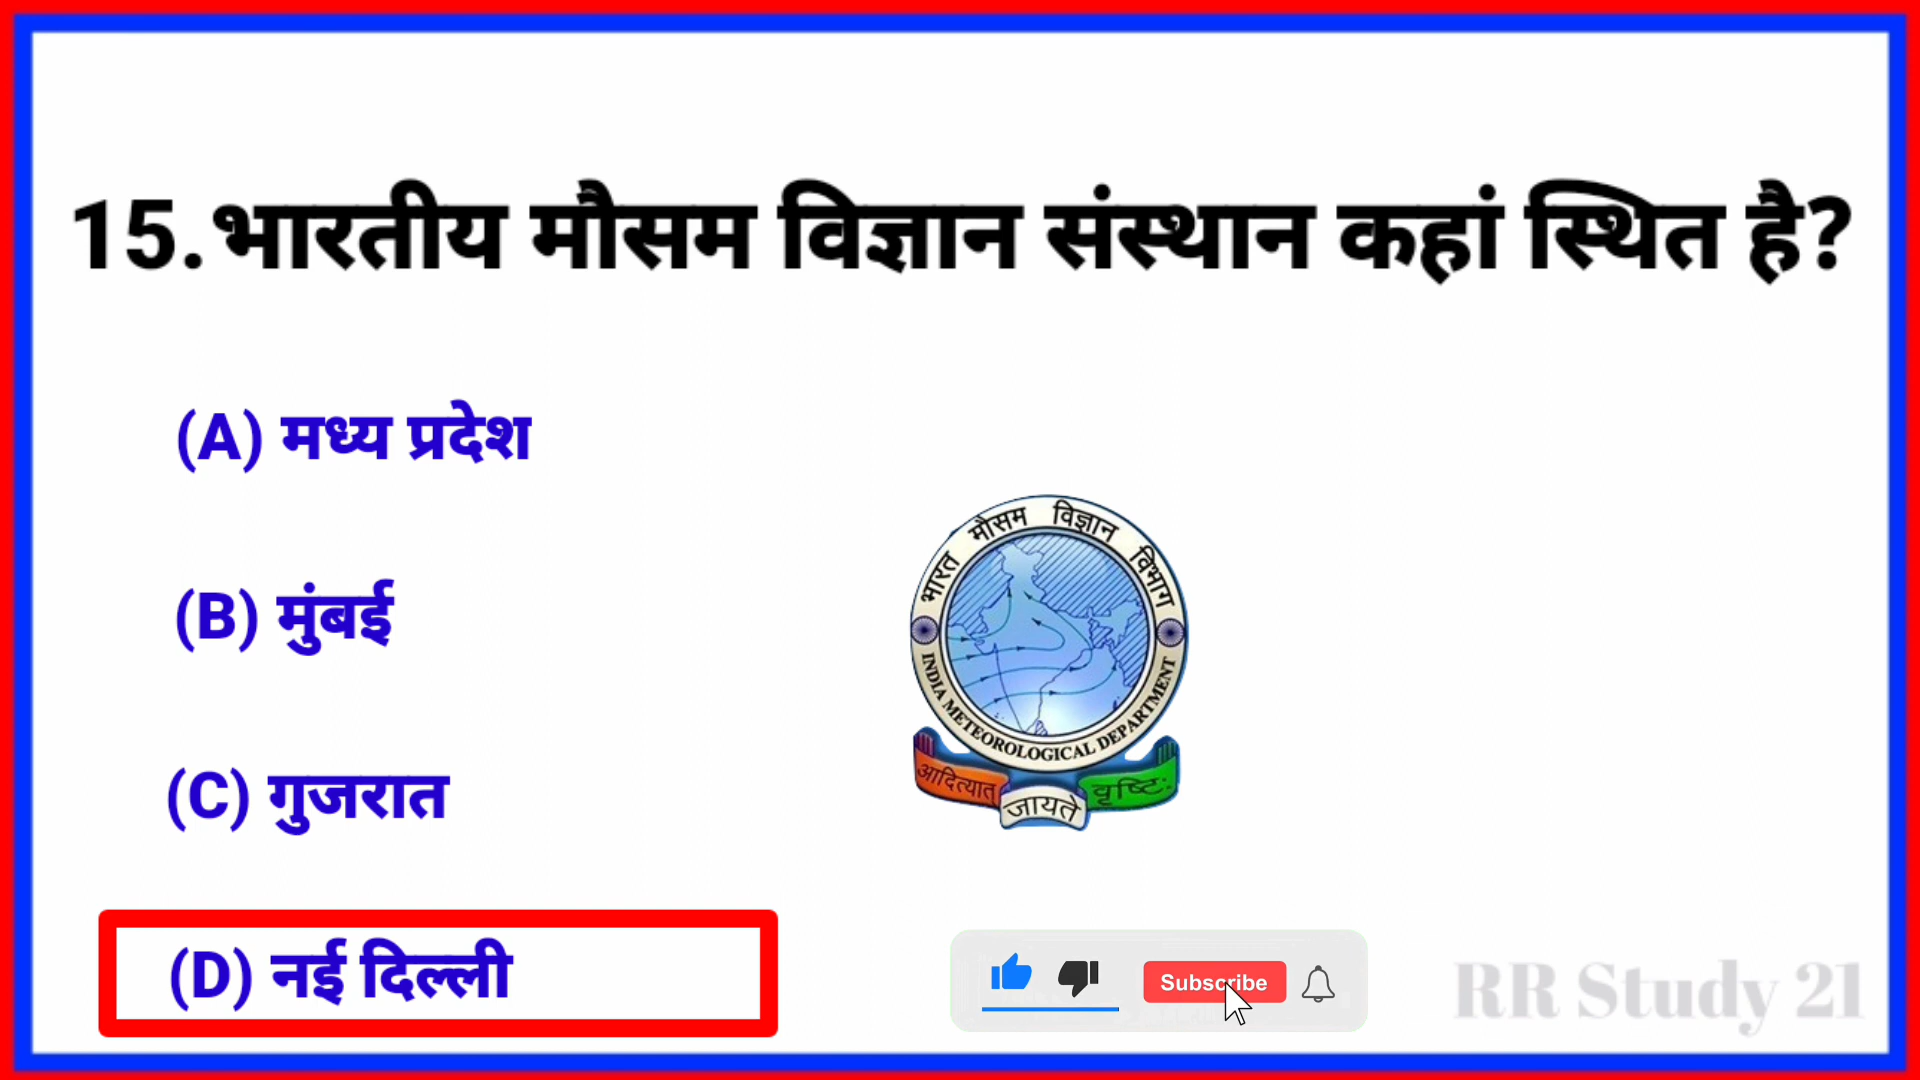 15.भारतीय मौसम विज्ञान संस्थान कहां स्थित है?
(A) मध्य प्रदेश
(B) मुंबई
(C) गुजरात
(D) नई दिल्ली
भारत मौसम विज्ञान विभाग
INDIA METEOROLOGICAL DEPARTMENT
आदित्यात जायते वृष्टि:
Subscribe
RR Study 21